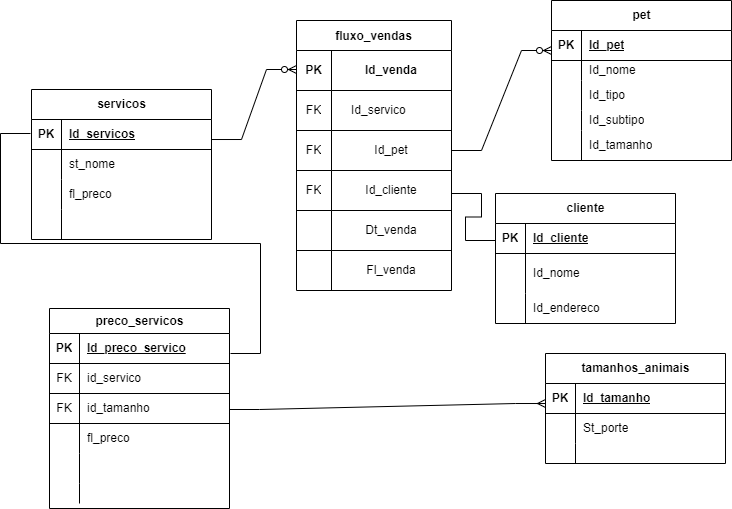 servicos
PK Id_servicos
st_nome
fl_preco
fluxo_vendas
PK Id_venda
FK Id_servico
FK Id_pet
FK Id_cliente
Dt_venda
Fl_venda
pet
PK Id_pet
Id_nome
Id_tipo
Id_subtipo
Id_tamanho
cliente
PK Id_cliente
Id_nome
Id_endereco
preco_servicos
PK Id_preco_servico
FK id_servico
FK id_tamanho
fl_preco
tamanhos_animais
PK Id_tamanho
St_porte